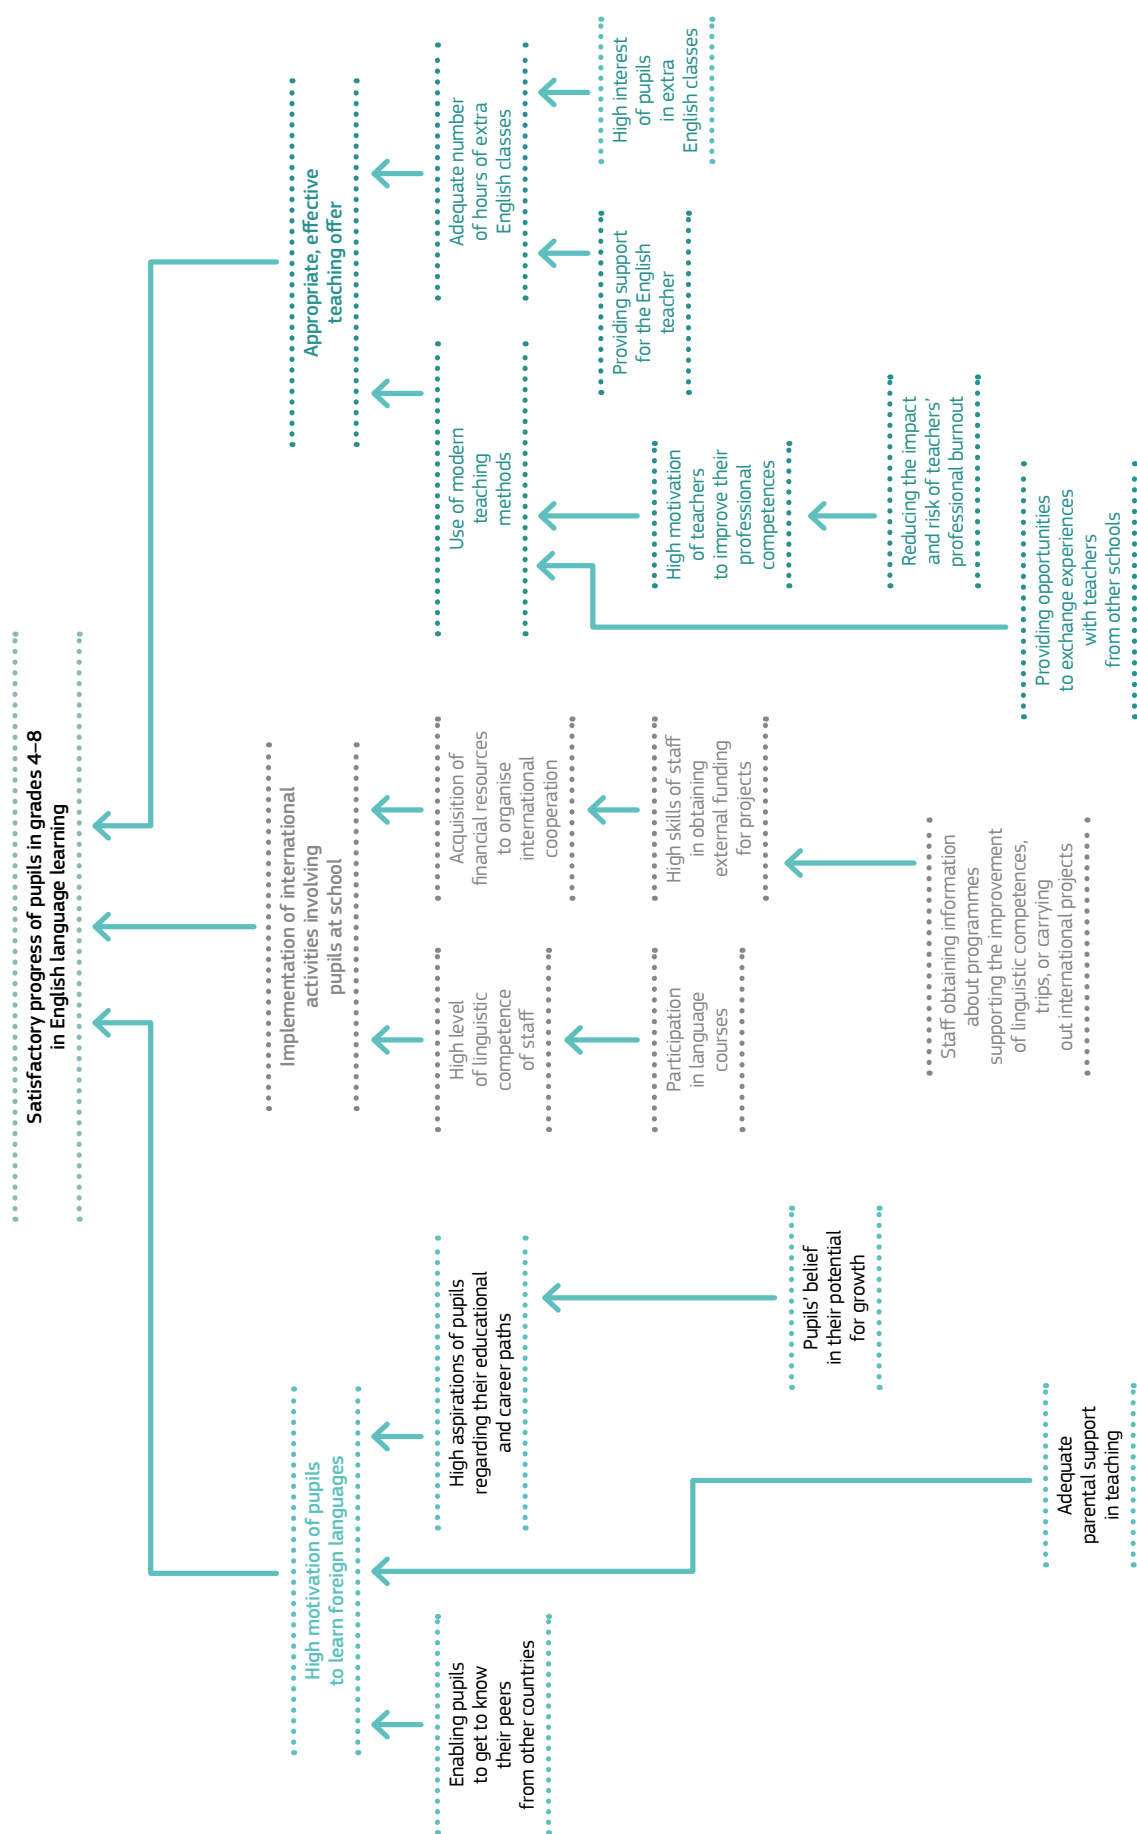 Satisfactory progress of pupils in grades 4–8
in English language learning
High motivation of pupils
to learn foreign languages
Implementation of international
activities involving
pupils at school
Appropriate, effective
teaching offer
Enabling pupils
to get to know
their peers
from other countries
High aspirations of pupils
regarding their educational
and career paths
High level
of linguistic
competence
of staff
Acquisition of
financial resources
to organise
international
cooperation
Use of modern
teaching
methods
Adequate number
of hours of extra
English classes
Participation
in language
courses
High skills of staff
in obtaining
external funding
for projects
High motivation
of teachers
to improve their
professional
competences
Providing support
for the English
teacher
High interest
of pupils
in extra
English classes
Pupils’ belief
in their potential
for growth
Staff obtaining information
about programmes
supporting the improvement
of linguistic competences,
trips, or carrying
out international projects
Reducing the impact
and risk of teachers’
professional burnout
Adequate
parental support
in teaching
Providing opportunities
to exchange experiences
with teachers
from other schools